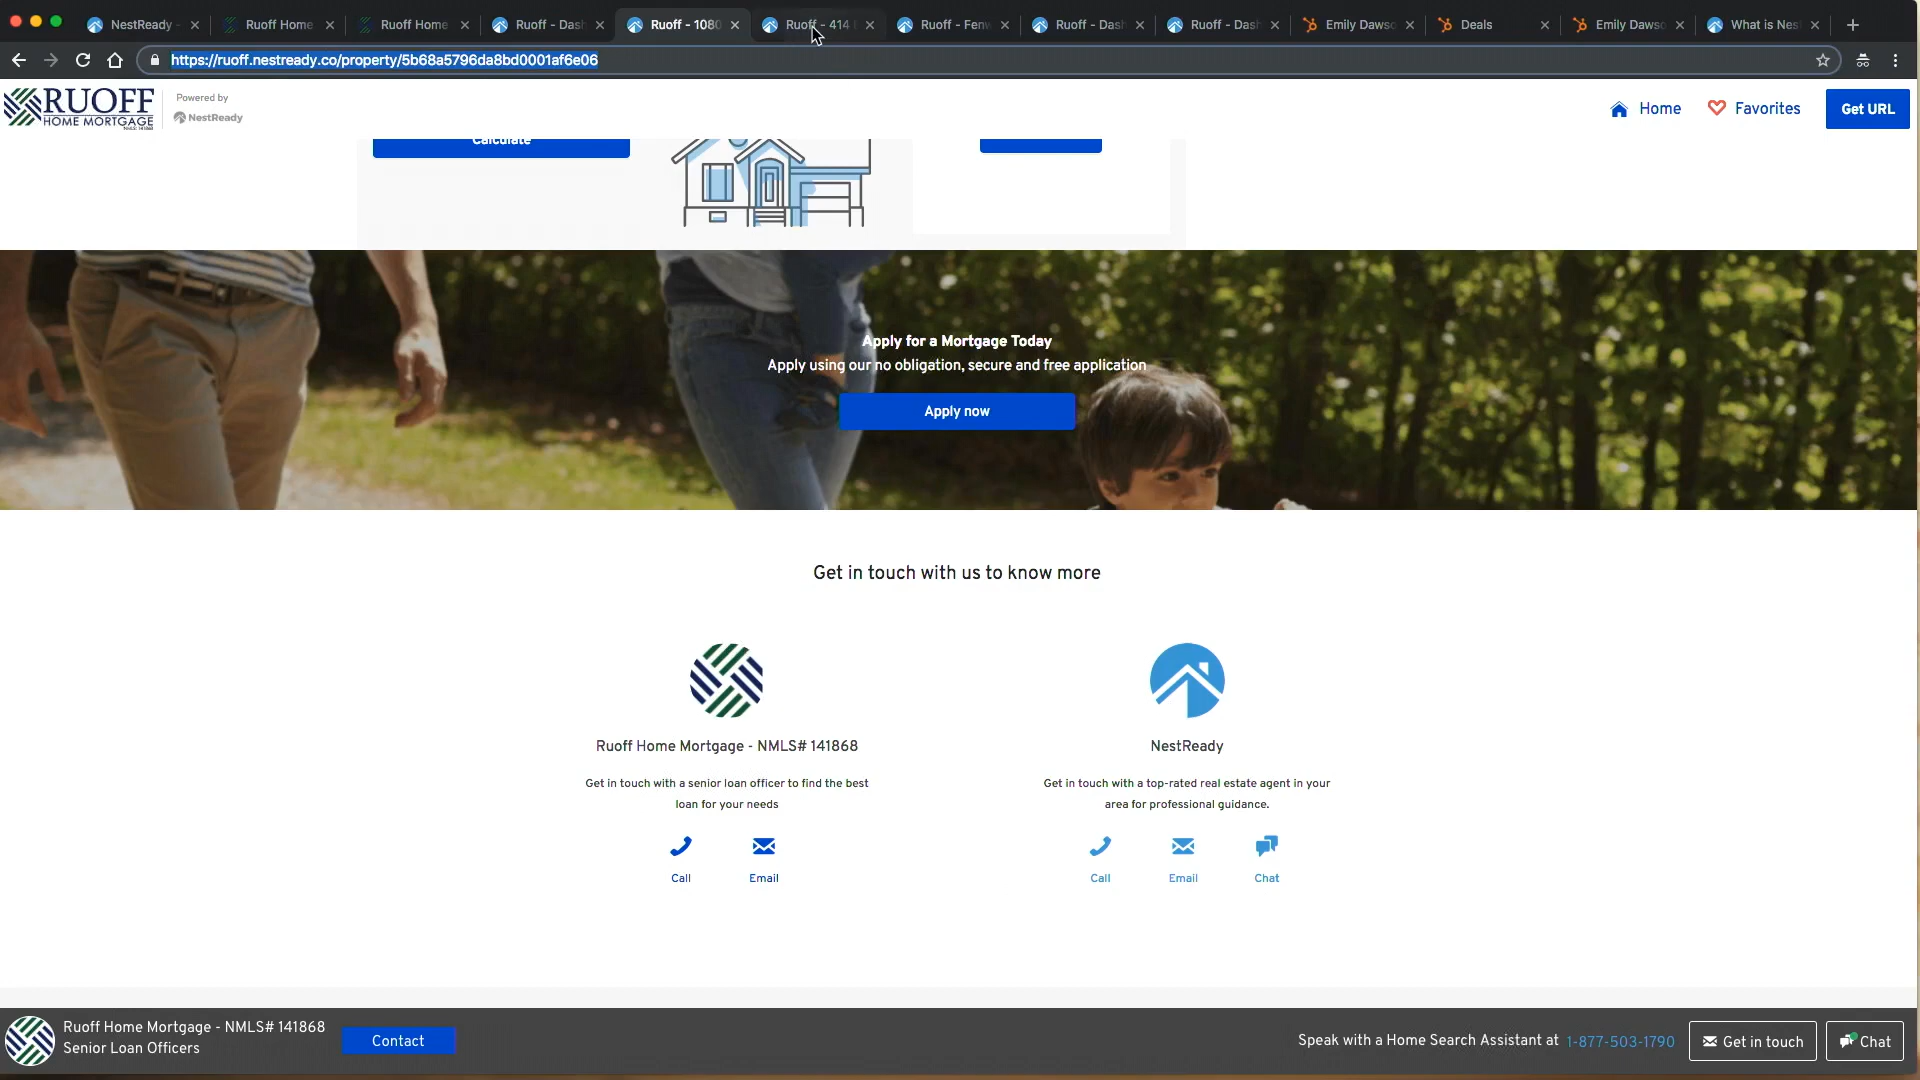 NestReady -
Ruoff Home
Ruoff Home
Ruoff - Dash
Ruoff - 1080
Ruoff - 414
Ruoff - Fenw
Ruoff - Dash
Ruoff - Dash
Emily Dawso
Deals
Emily Dawso
What is Nes
https://ruoff.nestready.co/property/5b68a5796da8bd0001af6e06
RUOFF
HOME MORTGAGE
NMLS: 141868
Powered by
NestReady
Home
Favorites
Get URL
Calculate
Apply for a Mortgage Today
Apply using our no obligation, secure and free application
Apply now
Get in touch with us to know more
Ruoff Home Mortgage - NMLS# 141868
Get in touch with a senior loan officer to find the best
loan for your needs
Call
Email
NestReady
Get in touch with a top-rated real estate agent in your
area for professional guidance.
Call
Email
Chat
Ruoff Home Mortgage - NMLS# 141868
Senior Loan Officers
Contact
Speak with a Home Search Assistant at 1-877-503-1790
Get in touch
Chat